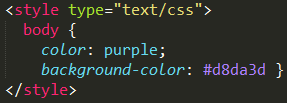 <style type="text/css">
body {
color: purple;
background-color: #d8da3d }
</style>